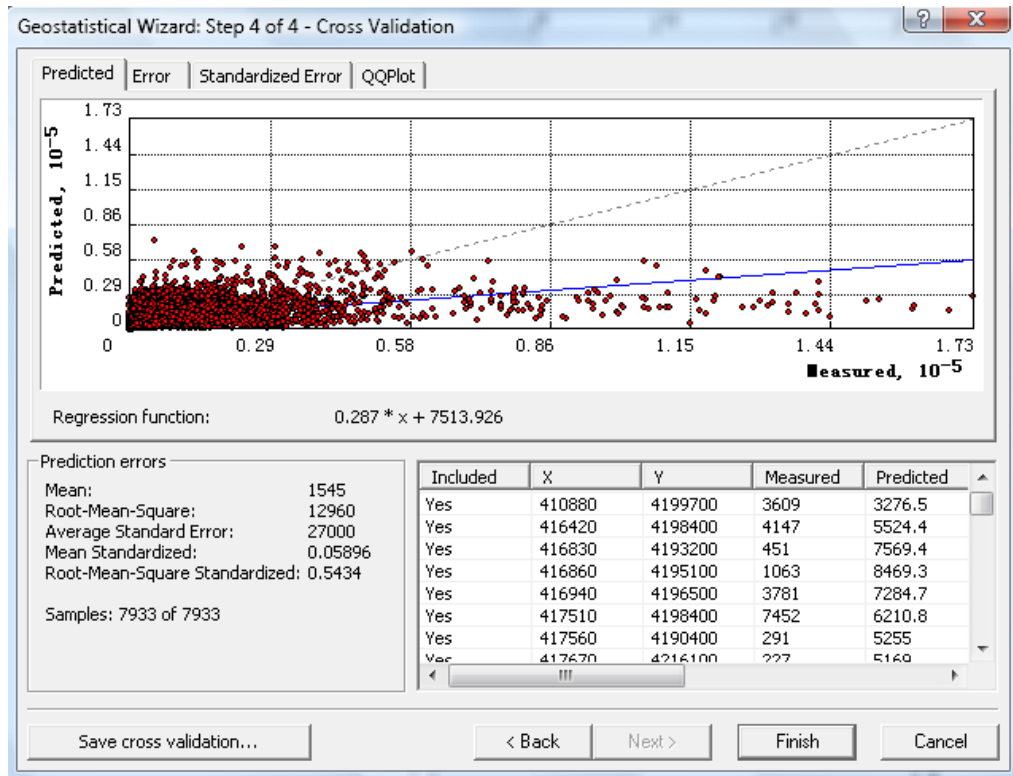 Geostatistical Wizard: Step 4 of 4 - Cross Validation
Predicted Error Standardized Error QQPlot
1.73
1.44
1.15
0.86
0.58
0.29
0
Predicted, 10⁻⁵
0 0.29 0.58 0.86 1.15 1.44 1.73
Measured, 10⁻⁵
Regression function: 0.287 * x + 7513.926
Prediction errors
Mean: 1545
Root-Mean-Square: 12960
Average Standard Error: 27000
Mean Standardized: 0.05896
Root-Mean-Square Standardized: 0.5434
Samples: 7933 of 7933
Included X Y Measured Predicted
Yes 410880 4199700 3609 3276.5
Yes 416420 4198400 4147 5524.4
Yes 416830 4193200 451 7569.4
Yes 416860 4195100 1063 8469.3
Yes 416940 4196500 3781 7284.7
Yes 417510 4198400 7452 6210.8
Yes 417560 4190400 291 5255
Yes 417670 4216100 227 5169
Save cross validation... < Back Next > Finish Cancel